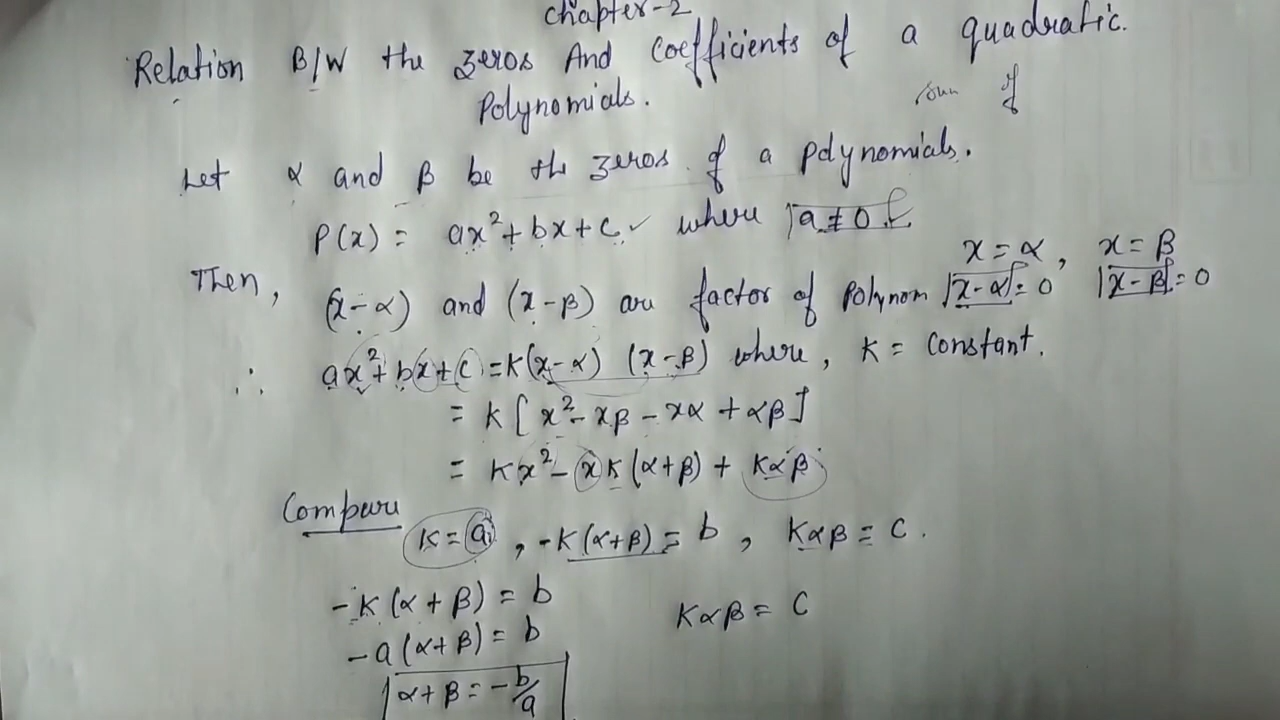 Chapter-2
Relation B/W the zeros And Coefficients of a quadratic.
Polynomials.
sum of
Let α and β be the zeros of a polynomials.
P(x) = ax²+bx+c where a≠0
x=α, x=β
Then, (x-α) and (x-β) are factor of Polynom x-α=0 x-β=0
∴ ax²+bx+c =K(x-α) (x-β) where, K= Constant.
= K[x²-xβ-xα+αβ]
= Kx²-xK(α+β)+ Kαβ
Compare
K=a, -K(α+β)= b, Kαβ = C.
-K(α+β)= b Kαβ= C
-a(α+β)= b
α+β=-b/a